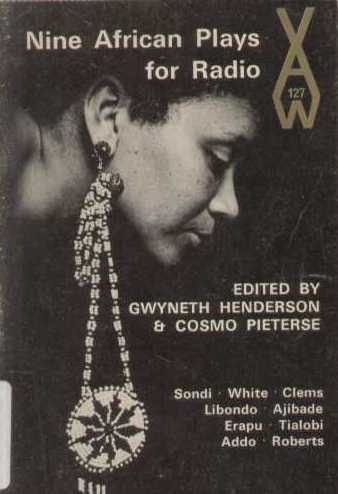 Nine African Plays
for Radio
AW
127
EDITED BY
GWYNETH HENDERSON
& COSMO PIETERSE
Sondi · White · Clems
Libondo · Ajibade
Erapu · Tialobi
Addo · Roberts